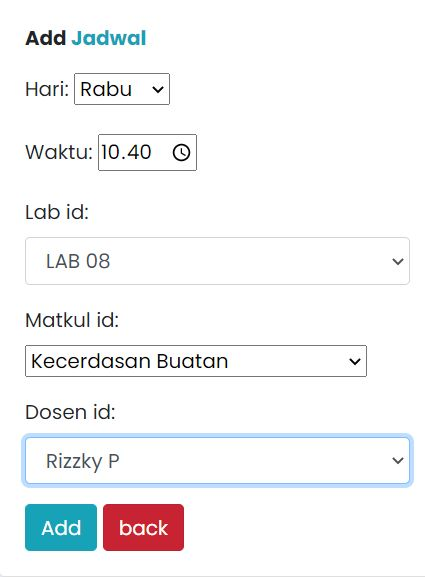 Add Jadwal
Hari: Rabu
Waktu: 10.40
Lab id:
LAB 08
Matkul id:
Kecerdasan Buatan
Dosen id:
Rizzky P
Add back